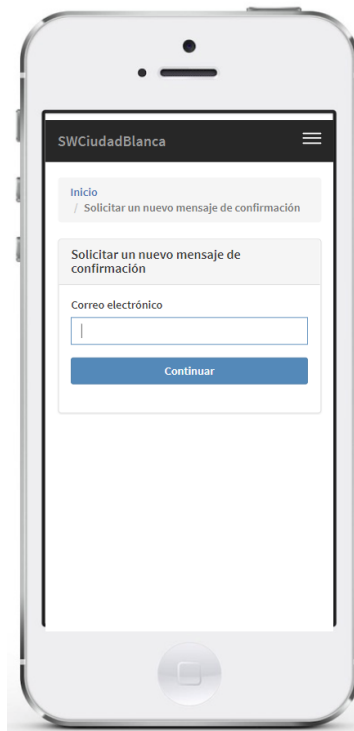 SWCiudadBlanca
Inicio
/ Solicitar un nuevo mensaje de confirmación
Solicitar un nuevo mensaje de
confirmación
Correo electrónico
Continuar